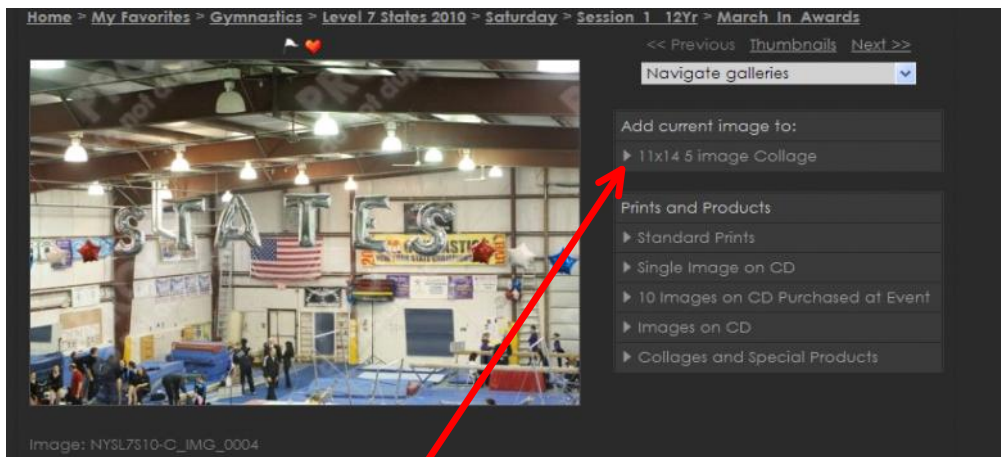 Home > My Favorites > Gymnastics > Level 7 States 2010 > Saturday > Session 1 12Yr > March In Awards
<< Previous Thumbnails Next >>
Navigate galleries
Add current image to:
11x14 5 image Collage
STATES
Prints and Products
Standard Prints
Single Image on CD
10 Images on CD Purchased at Event
Images on CD
Collages and Special Products
Image: NYSL7S10-C_IMG_0004